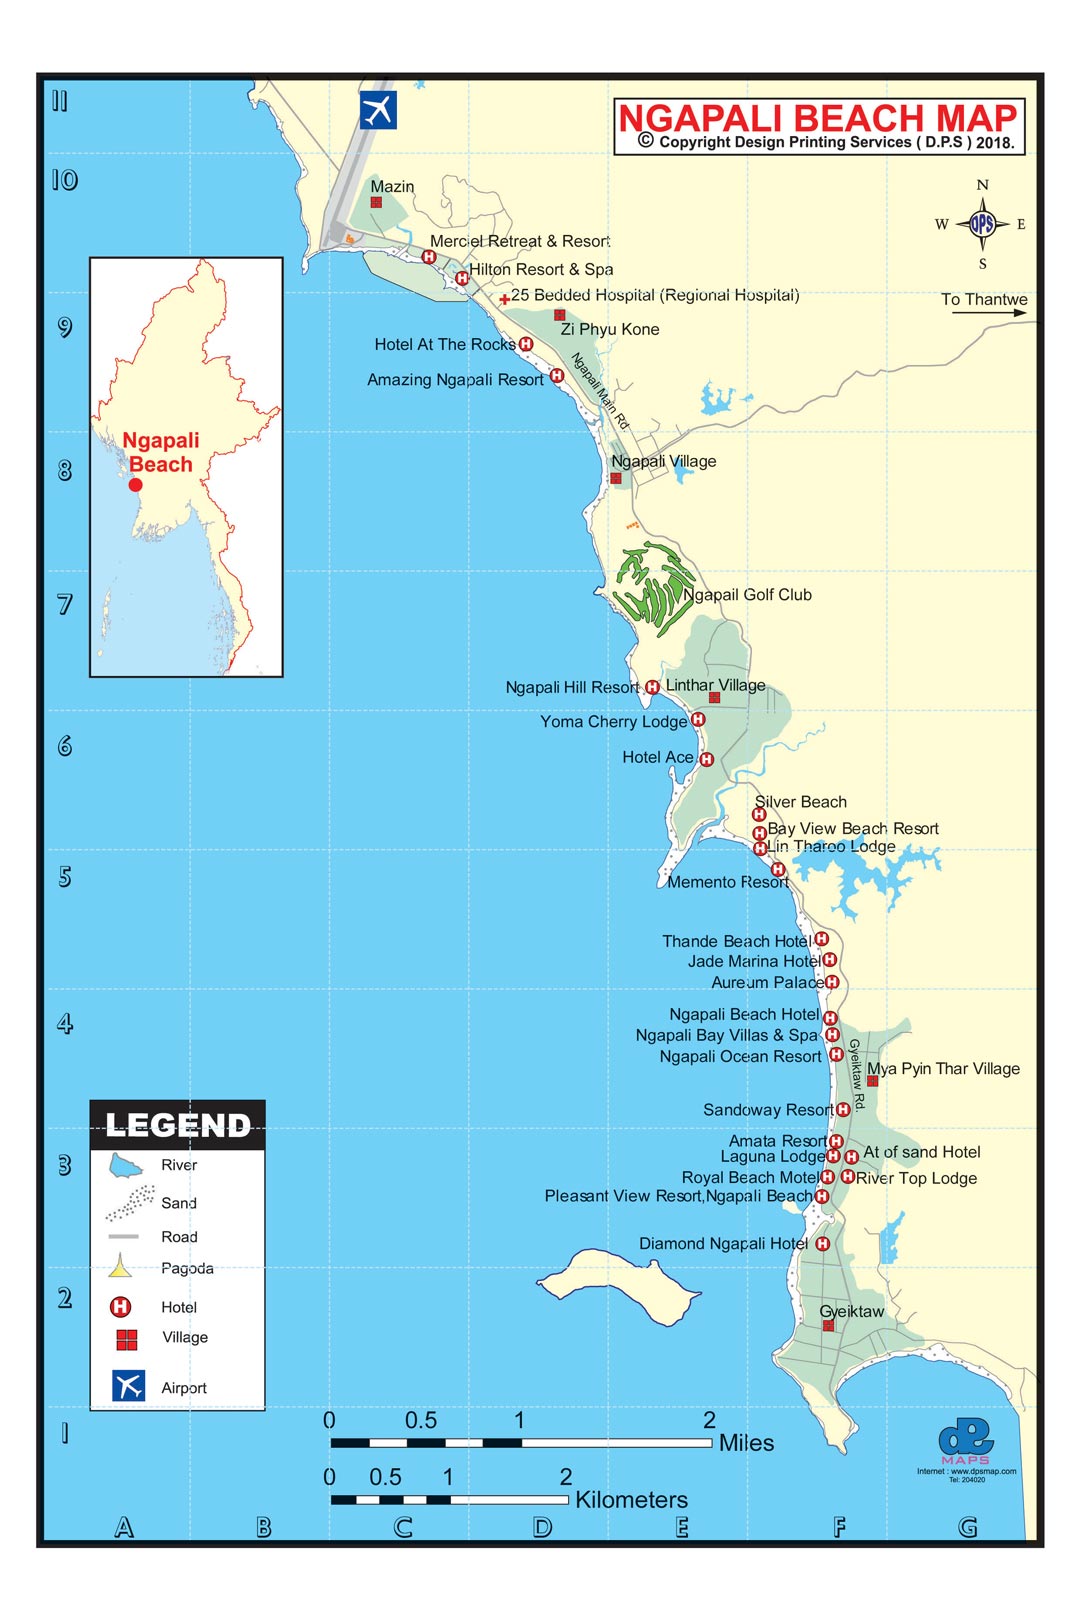 NGAPALI BEACH MAP
© Copyright Design Printing Services ( D.P.S ) 2018.
11
10
9
8
7
6
5
4
3
2
1
A
B
C
D
E
F
G
N
W
DPS
E
S
To Thantwe
Mazin
Merciel Retreat & Resort
Hilton Resort & Spa
25 Bedded Hospital (Regional Hospital)
Zi Phyu Kone
Hotel At The Rocks
Amazing Ngapali Resort
Ngapali Main Rd.
Ngapali Village
Ngapail Golf Club
Ngapali Hill Resort
Linthar Village
Yoma Cherry Lodge
Hotel Ace
Silver Beach
Bay View Beach Resort
Lin Tharoo Lodge
Memento Resort
Thande Beach Hotel
Jade Marina Hotel
Aureum Palace
Ngapali Beach Hotel
Ngapali Bay Villas & Spa
Ngapali Ocean Resort
Gyeiktaw Rd.
Mya Pyin Thar Village
Sandoway Resort
Amata Resort
Laguna Lodge
At of sand Hotel
Royal Beach Motel
River Top Lodge
Pleasant View Resort,Ngapali Beach
Diamond Ngapali Hotel
Gyeiktaw
Ngapali
Beach
LEGEND
River
Sand
Road
Pagoda
H Hotel
Village
Airport
0 0.5 1 2
Miles
0 0.5 1 2
Kilometers
MAPS
Internet : www.dpsmap.com
Tel: 204020